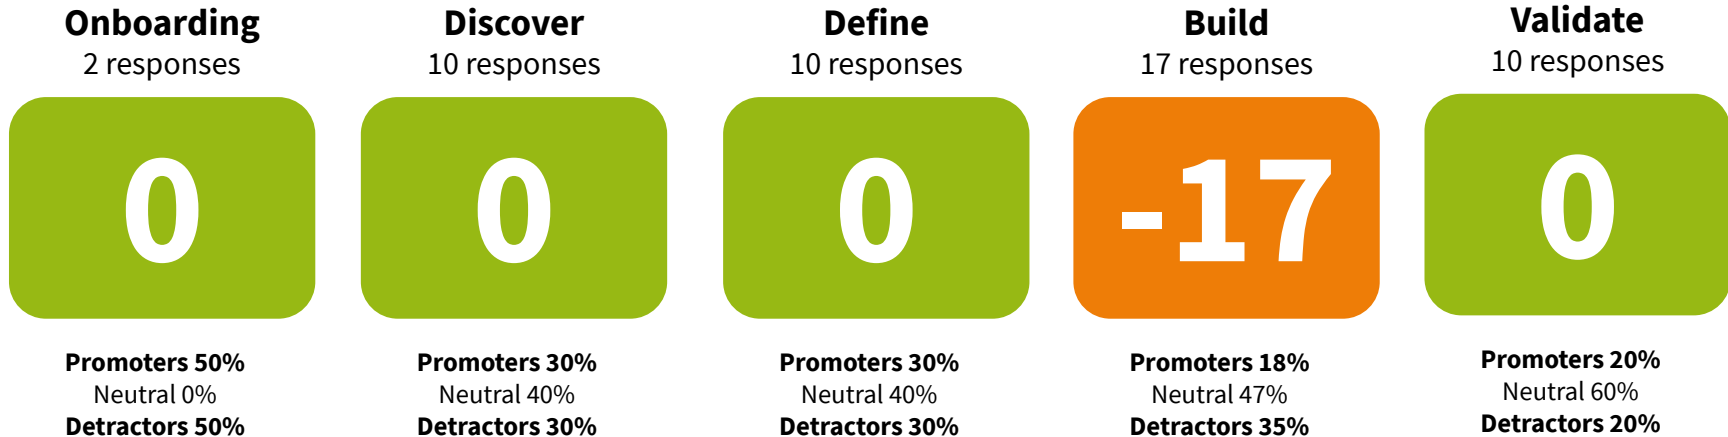 Onboarding
2 responses
0
Promoters 50%
Neutral 0%
Detractors 50%
Discover
10 responses
0
Promoters 30%
Neutral 40%
Detractors 30%
Define
10 responses
0
Promoters 30%
Neutral 40%
Detractors 30%
Build
17 responses
-17
Promoters 18%
Neutral 47%
Detractors 35%
Validate
10 responses
0
Promoters 20%
Neutral 60%
Detractors 20%